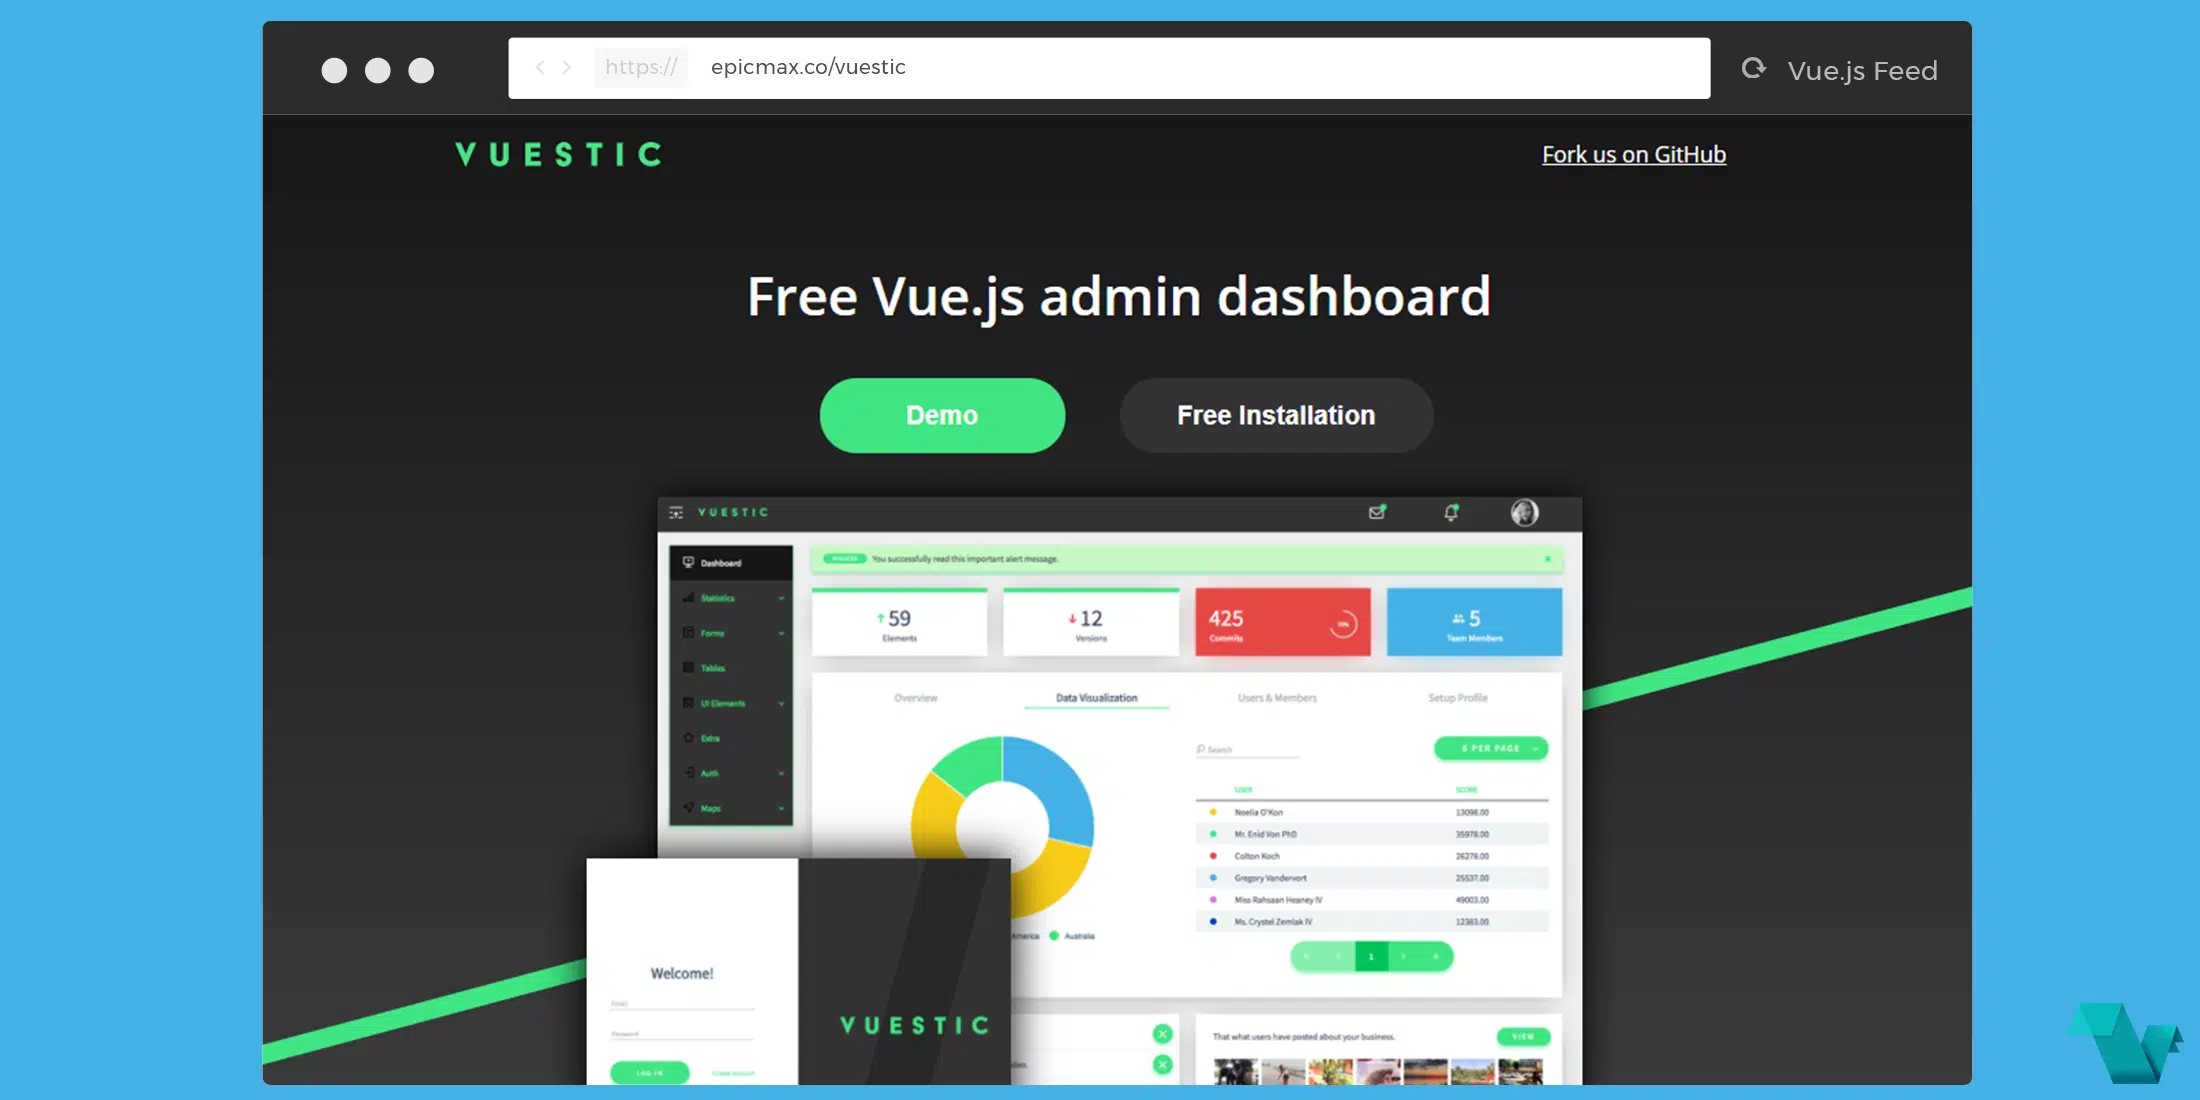 https://
epicmax.co/vuestic
Vue.js Feed
VUESTIC
Fork us on GitHub
Free Vue.js admin dashboard
Demo
Free Installation
VUESTIC
Dashboard
Statistics
Forms
Tables
UI Elements
Extra
Auth
Maps
SUCCESS You successfully read this important alert message.
59
Elements
12
Versions
425
Commits
5
Team Members
Overview
Data Visualization
Users & Members
Setup Profile
Search
6 PER PAGE
USER SCORE
Noelia O'Kon 13098.00
Mr. Enid Von PhD 35978.00
Colton Koch 26278.00
Gregory Vandervort 25537.00
Miss Rahsaan Heaney IV 49003.00
Ms. Crystel Zemlak IV 12383.00
America Australia
1
Welcome!
Email
Password
LOG IN
Create account
VUESTIC
That what users have posted about your business.
VIEW